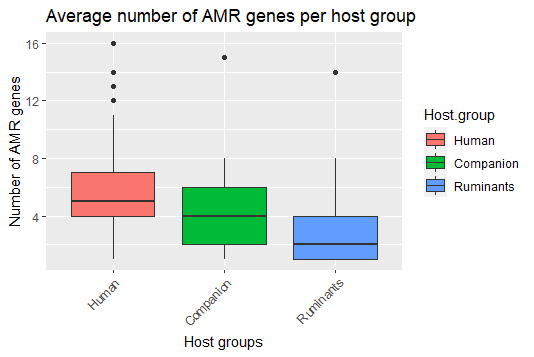 Average number of AMR genes per host group
Number of AMR genes
16
12
8
4
Human
Companion
Ruminants
Host groups
Host.group
Human
Companion
Ruminants